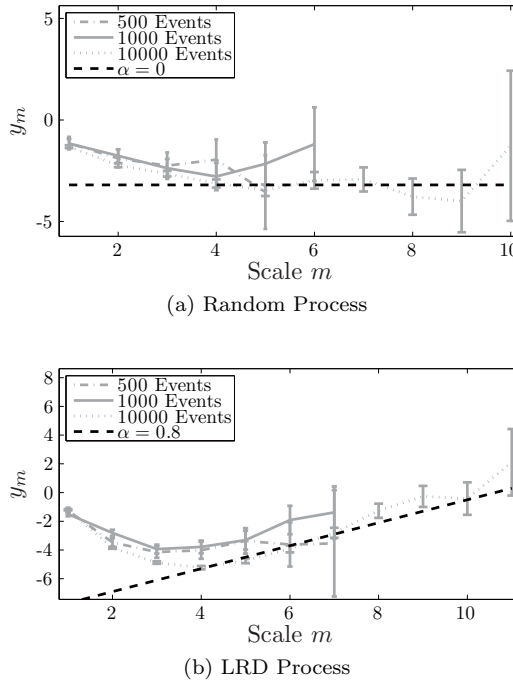 5
500 Events
1000 Events
10000 Events
α = 0
0
y_m
-5
2
4
6
8
10
Scale m
(a) Random Process
8
500 Events
6
1000 Events
10000 Events
4
α = 0.8
2
0
y_m
-2
-4
-6
2
4
6
8
10
Scale m
(b) LRD Process